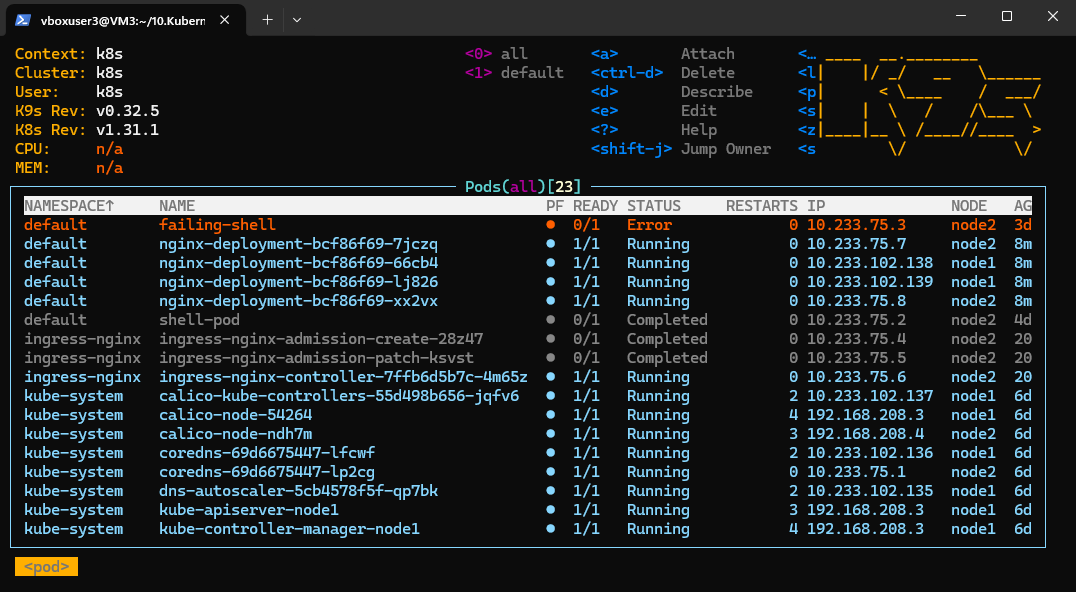 vboxuser3@VM3:~/10.Kubern
Context: k8s <0> all <a> Attach <…
Cluster: k8s <1> default <ctrl-d> Delete <l
User: k8s <d> Describe <p
K9s Rev: v0.32.5 <e> Edit <s
K8s Rev: v1.31.1 <?> Help <z
CPU: n/a <shift-j> Jump Owner <s
MEM: n/a
Pods(all)[23]
NAMESPACE↑ NAME PF READY STATUS RESTARTS IP NODE AG
default failing-shell ● 0/1 Error 0 10.233.75.3 node2 3d
default nginx-deployment-bcf86f69-7jczq ● 1/1 Running 0 10.233.75.7 node2 8m
default nginx-deployment-bcf86f69-66cb4 ● 1/1 Running 0 10.233.102.138 node1 8m
default nginx-deployment-bcf86f69-lj826 ● 1/1 Running 0 10.233.102.139 node1 8m
default nginx-deployment-bcf86f69-xx2vx ● 1/1 Running 0 10.233.75.8 node2 8m
default shell-pod ● 0/1 Completed 0 10.233.75.2 node2 4d
ingress-nginx ingress-nginx-admission-create-28z47 ● 0/1 Completed 0 10.233.75.4 node2 20
ingress-nginx ingress-nginx-admission-patch-ksvst ● 0/1 Completed 0 10.233.75.5 node2 20
ingress-nginx ingress-nginx-controller-7ffb6d5b7c-4m65z ● 1/1 Running 0 10.233.75.6 node2 20
kube-system calico-kube-controllers-55d498b656-jqfv6 ● 1/1 Running 2 10.233.102.137 node1 6d
kube-system calico-node-54264 ● 1/1 Running 4 192.168.208.3 node1 6d
kube-system calico-node-ndh7m ● 1/1 Running 3 192.168.208.4 node2 6d
kube-system coredns-69d6675447-lfcwf ● 1/1 Running 2 10.233.102.136 node1 6d
kube-system coredns-69d6675447-lp2cg ● 1/1 Running 0 10.233.75.1 node2 6d
kube-system dns-autoscaler-5cb4578f5f-qp7bk ● 1/1 Running 2 10.233.102.135 node1 6d
kube-system kube-apiserver-node1 ● 1/1 Running 3 192.168.208.3 node1 6d
kube-system kube-controller-manager-node1 ● 1/1 Running 4 192.168.208.3 node1 6d
<pod>